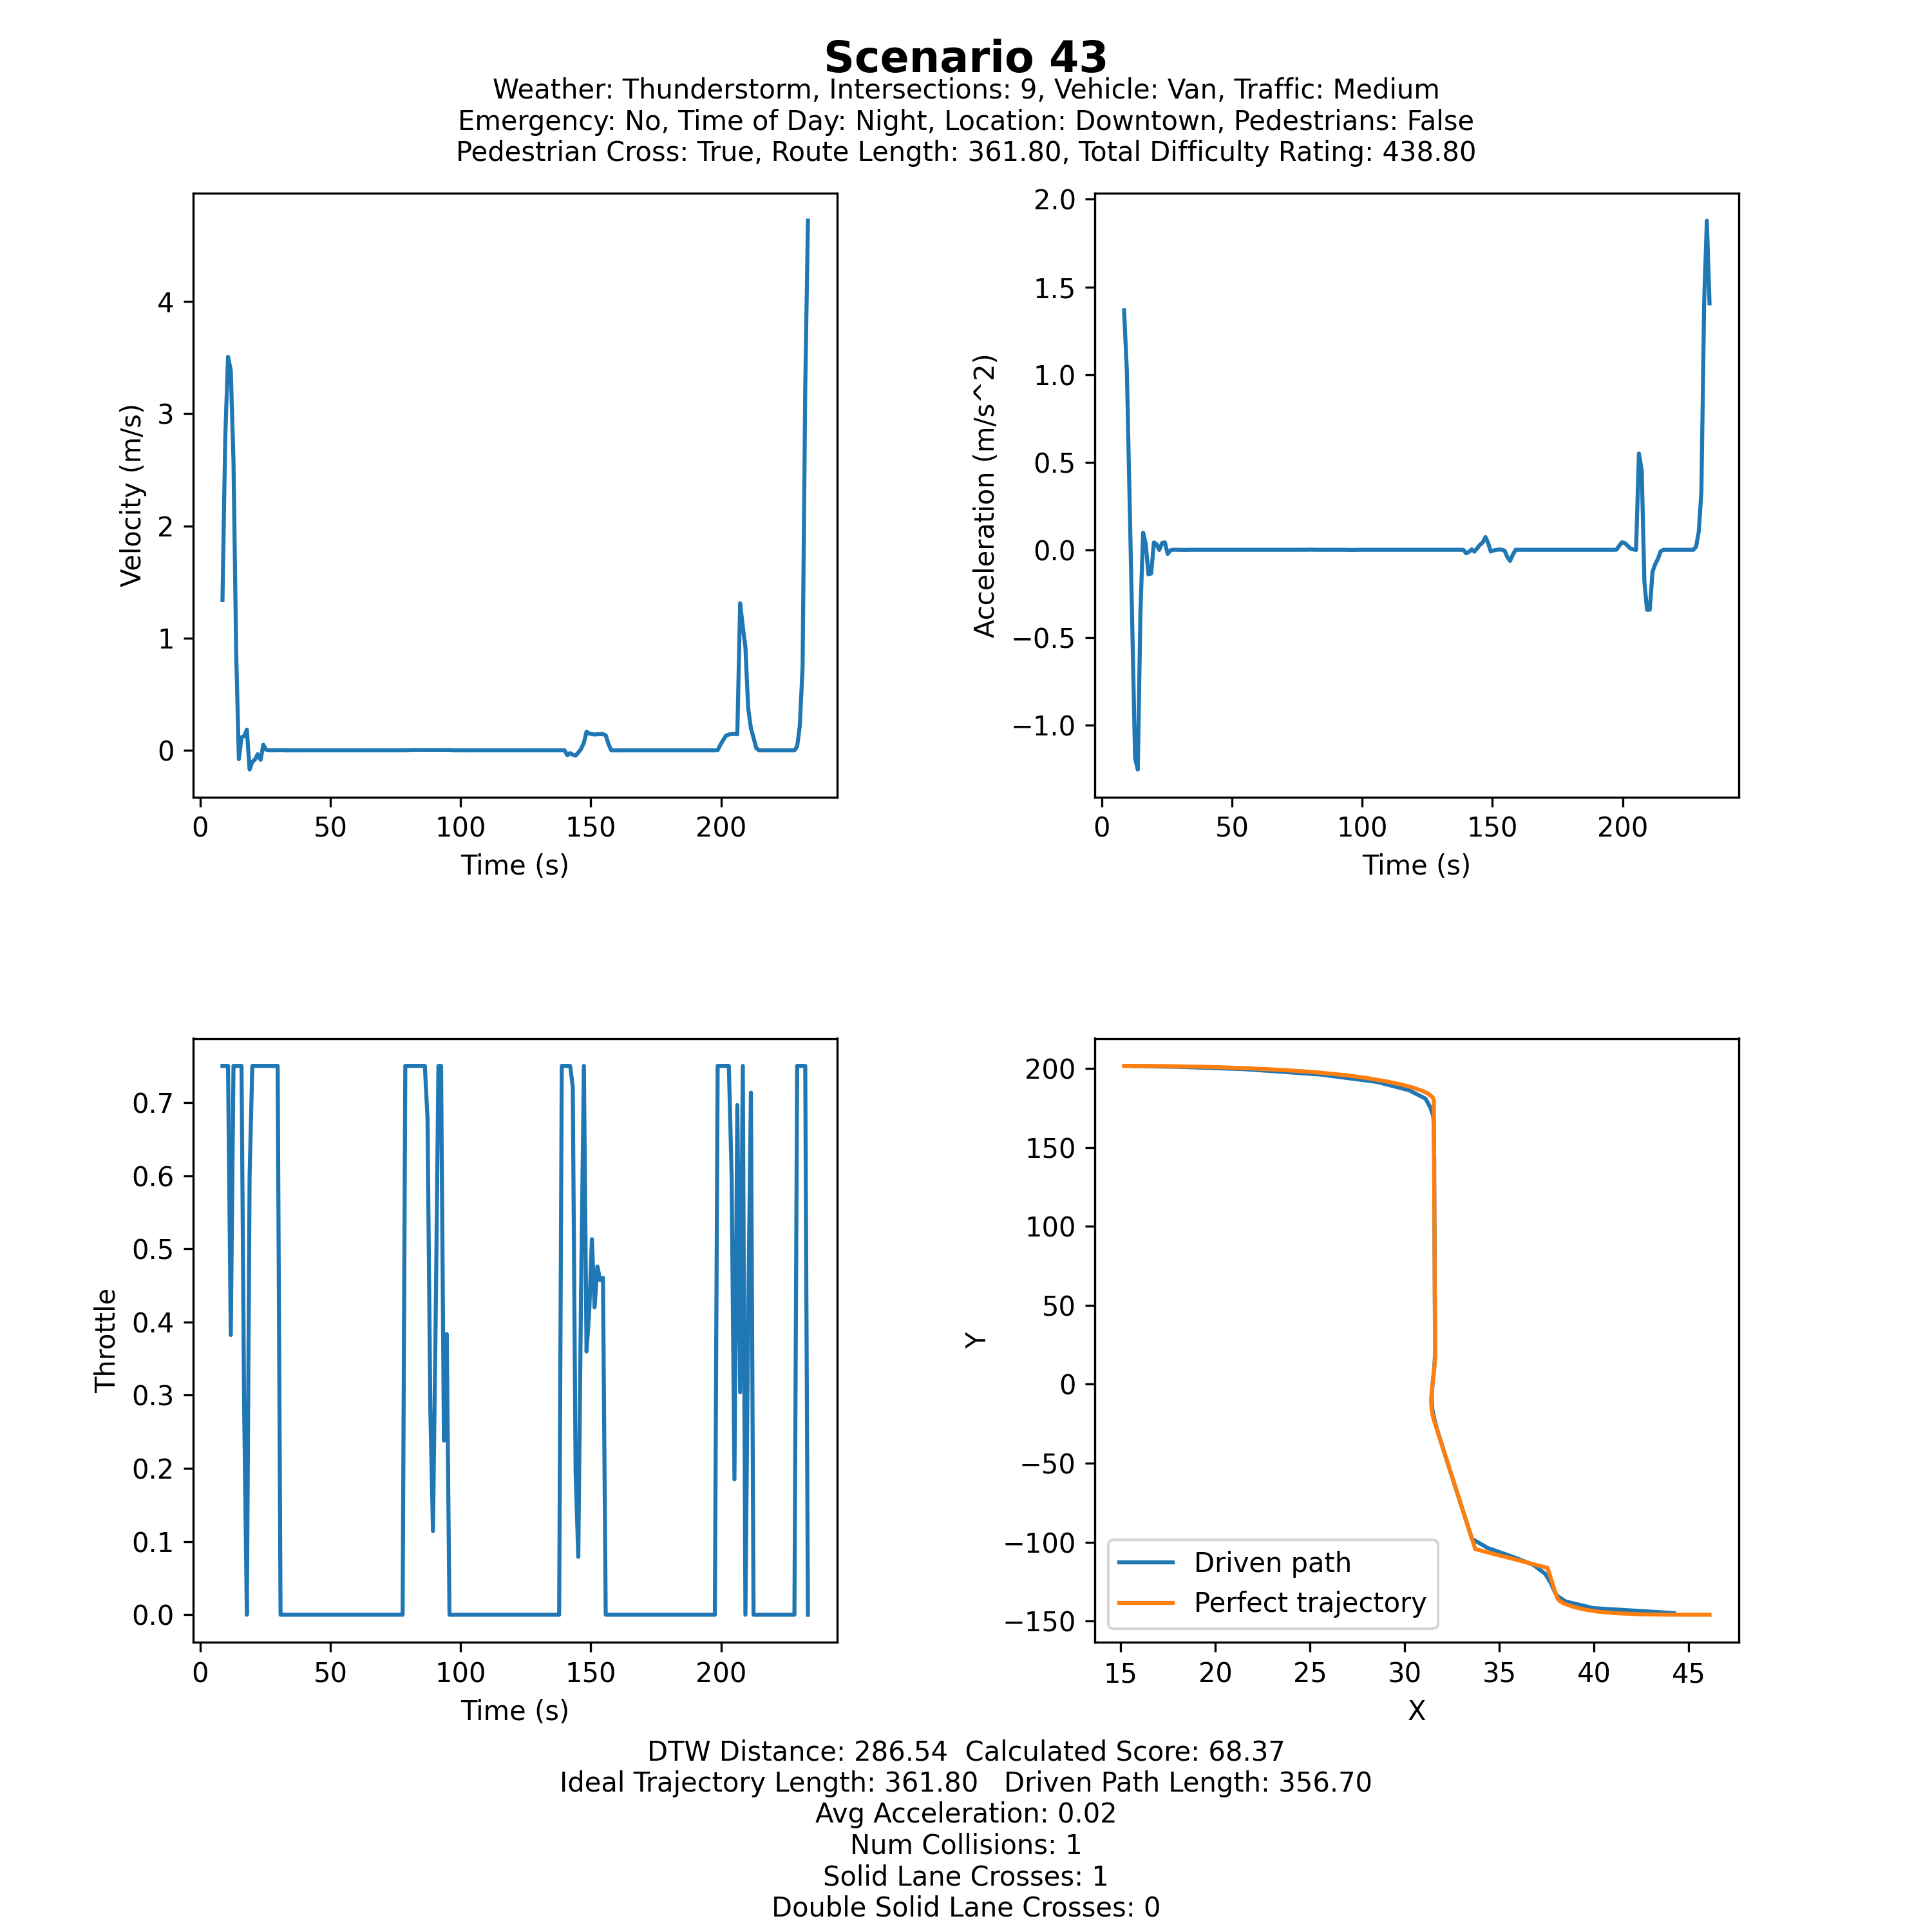 Scenario 43
Weather: Thunderstorm, Intersections: 9, Vehicle: Van, Traffic: Medium
Emergency: No, Time of Day: Night, Location: Downtown, Pedestrians: False
Pedestrian Cross: True, Route Length: 361.80, Total Difficulty Rating: 438.80
Velocity (m/s)
4
3
2
1
0
0 50 100 150 200
Time (s)
Acceleration (m/s^2)
2.0
1.5
1.0
0.5
0.0
−0.5
−1.0
0 50 100 150 200
Time (s)
Throttle
0.7
0.6
0.5
0.4
0.3
0.2
0.1
0.0
0 50 100 150 200
Time (s)
Y
200
150
100
50
0
−50
−100
−150
Driven path
Perfect trajectory
15 20 25 30 35 40 45
X
DTW Distance: 286.54  Calculated Score: 68.37
Ideal Trajectory Length: 361.80   Driven Path Length: 356.70
Avg Acceleration: 0.02
Num Collisions: 1
Solid Lane Crosses: 1
Double Solid Lane Crosses: 0